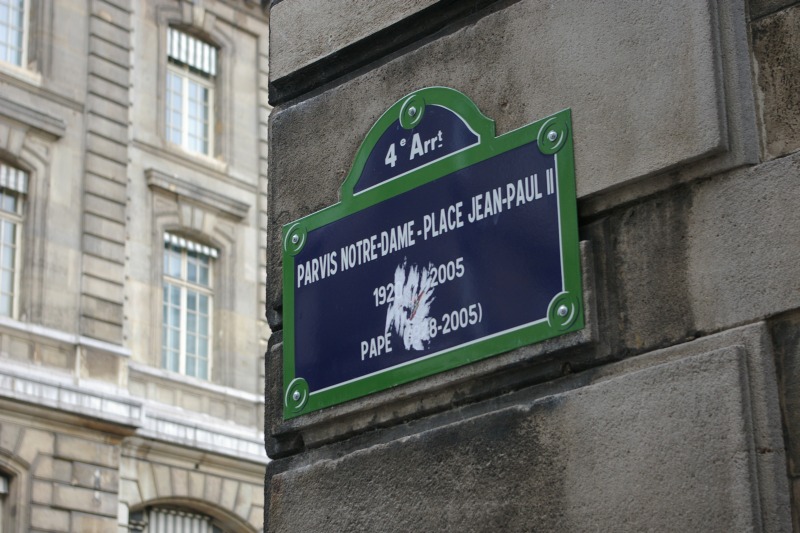 4e Arrt
PARVIS NOTRE-DAME - PLACE JEAN-PAUL II
192 2005
PAPE 8-2005)